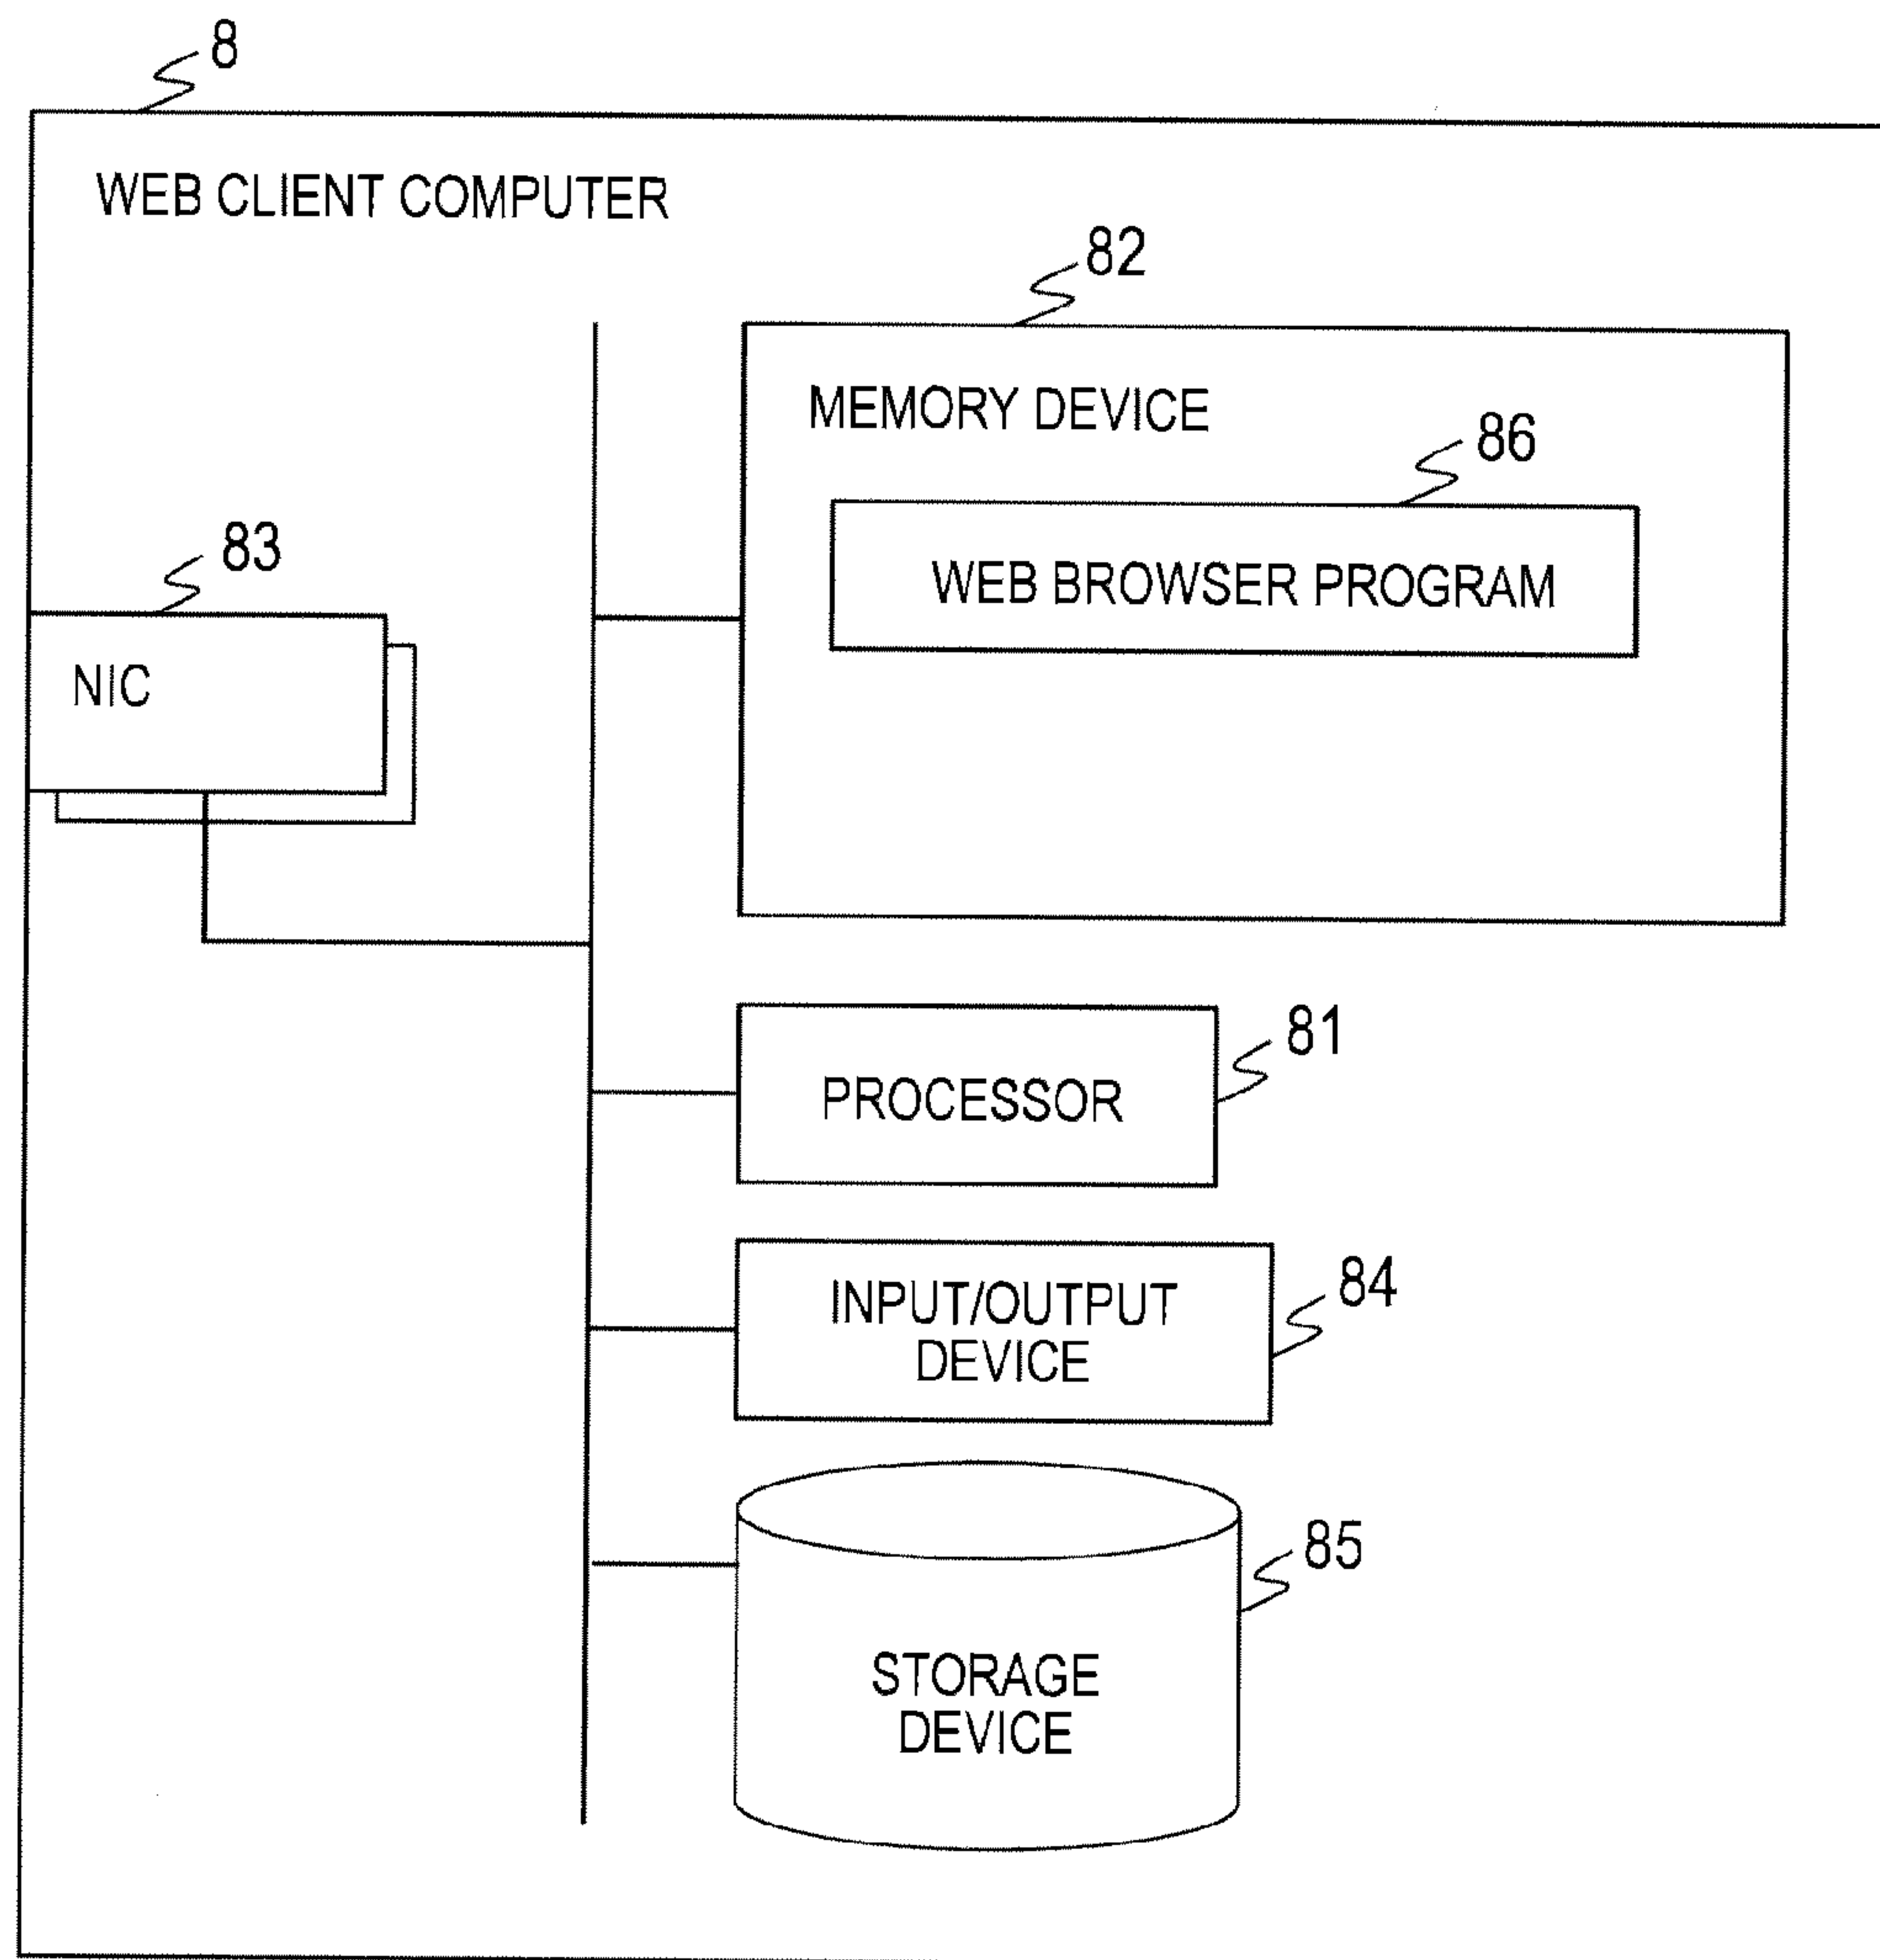 8
WEB CLIENT COMPUTER
82
MEMORY DEVICE
86
WEB BROWSER PROGRAM
83
NIC
81
PROCESSOR
84
INPUT/OUTPUT
DEVICE
85
STORAGE
DEVICE